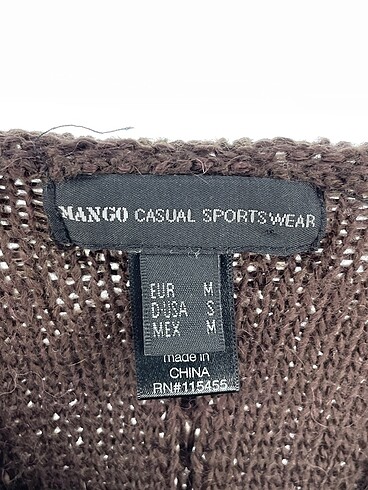 MANGO CASUAL SPORTSWEAR
EUR M
D·USA S
MEX M
made in
CHINA
RN#115455